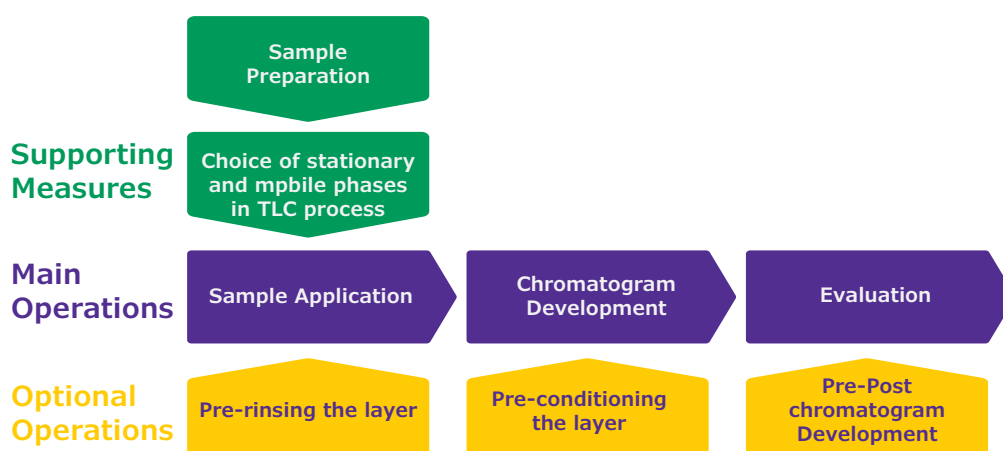 Sample
Preparation
Supporting
Measures
Choice of stationary
and mpbile phases
in TLC process
Main
Operations
Sample Application
Chromatogram
Development
Evaluation
Optional
Operations
Pre-rinsing the layer
Pre-conditioning
the layer
Pre-Post
chromatogram
Development